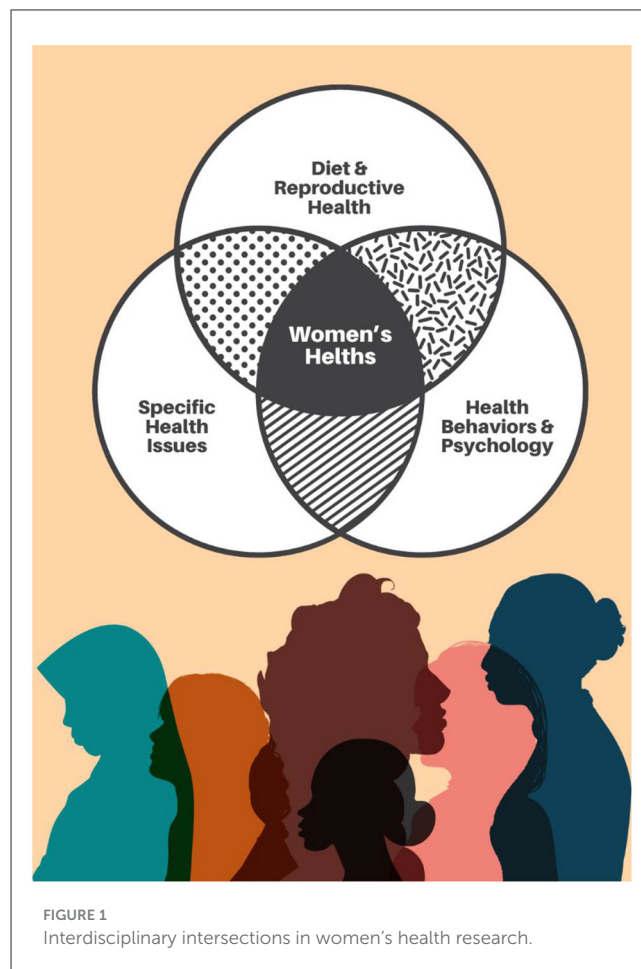 Diet &
Reproductive
Health
Women's
Helths
Specific
Health
Issues
Health
Behaviors &
Psychology
FIGURE 1
Interdisciplinary intersections in women's health research.